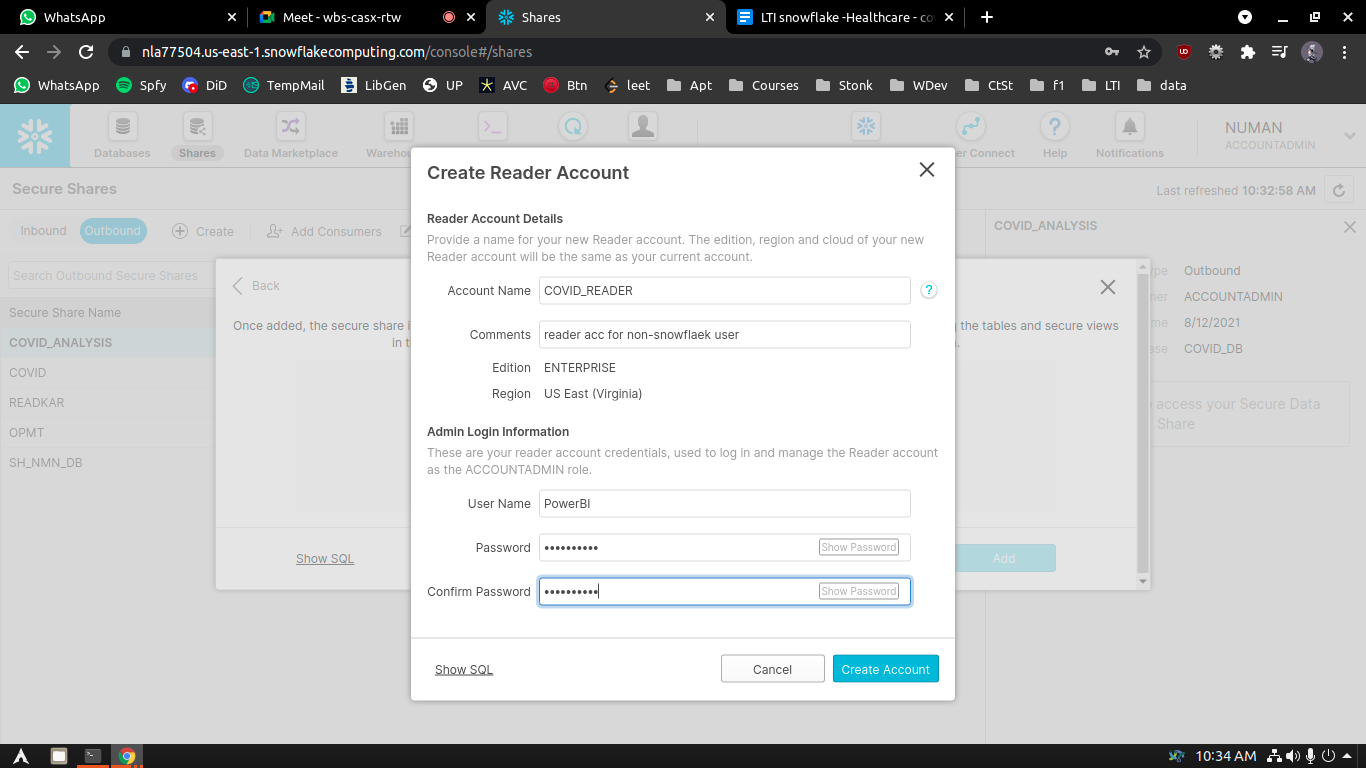 WhatsApp
Meet - wbs-casx-rtw
Shares
LTI snowflake -Healthcare - co
nla77504.us-east-1.snowflakecomputing.com/console#/shares
WhatsApp Spfy DiD TempMail LibGen UP AVC Btn leet Apt Courses Stonk WDev CtSt f1 LTI data
Databases Shares Data Marketplace Warehou er Connect Help Notifications
NUMAN
ACCOUNTADMIN
Secure Shares
Last refreshed 10:32:58 AM
Inbound Outbound Create Add Consumers
Search Outbound Secure Shares
Secure Share Name
COVID_ANALYSIS
COVID
READKAR
OPMT
SH_NMN_DB
Back
Once added, the secure share i
g the tables and secure views
in t
Show SQL
Add
COVID_ANALYSIS
ype Outbound
ner ACCOUNTADMIN
me 8/12/2021
ase COVID_DB
access your Secure Data
Share
Create Reader Account
Reader Account Details
Provide a name for your new Reader account. The edition, region and cloud of your new
Reader account will be the same as your current account.
Account Name COVID_READER ?
Comments reader acc for non-snowflaek user
Edition ENTERPRISE
Region US East (Virginia)
Admin Login Information
These are your reader account credentials, used to log in and manage the Reader account
as the ACCOUNTADMIN role.
User Name PowerBI
Password •••••••••• Show Password
Confirm Password •••••••••• Show Password
Show SQL Cancel Create Account
10:34 AM